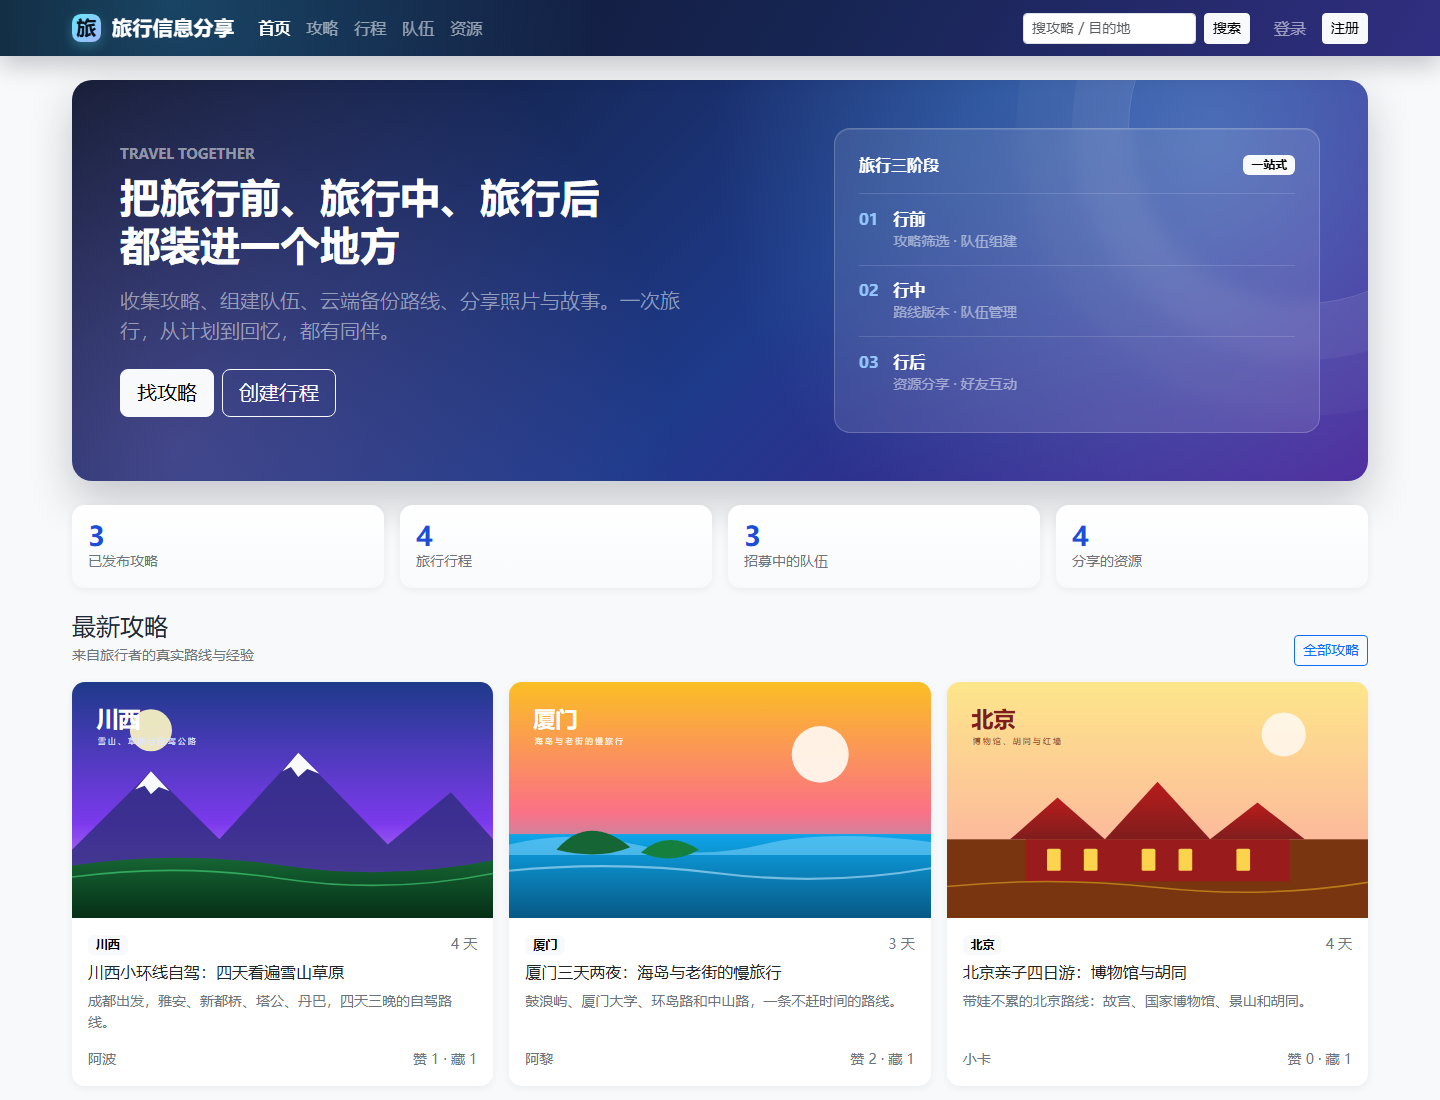 旅 旅行信息分享 首页 攻略 行程 队伍 资源 搜攻略 / 目的地 搜索 登录 注册
TRAVEL TOGETHER
把旅行前、旅行中、旅行后
都装进一个地方
收集攻略、组建队伍、云端备份路线、分享照片与故事。一次旅
行，从计划到回忆，都有同伴。
找攻略 创建行程
旅行三阶段 一站式
01 行前
攻略筛选 · 队伍组建
02 行中
路线版本 · 队伍管理
03 行后
资源分享 · 好友互动
3
已发布攻略
4
旅行行程
3
招募中的队伍
4
分享的资源
最新攻略
来自旅行者的真实路线与经验
全部攻略
川西
雪山、草原与自驾公路
川西 4 天
川西小环线自驾：四天看遍雪山草原
成都出发，雅安、新都桥、塔公、丹巴，四天三晚的自驾路
线。
阿波 赞 1 · 藏 1
厦门
海岛与老街的慢旅行
厦门 3 天
厦门三天两夜：海岛与老街的慢旅行
鼓浪屿、厦门大学、环岛路和中山路，一条不赶时间的路线。
阿黎 赞 2 · 藏 1
北京
博物馆、胡同与红墙
北京 4 天
北京亲子四日游：博物馆与胡同
带娃不累的北京路线：故宫、国家博物馆、景山和胡同。
小卡 赞 0 · 藏 1